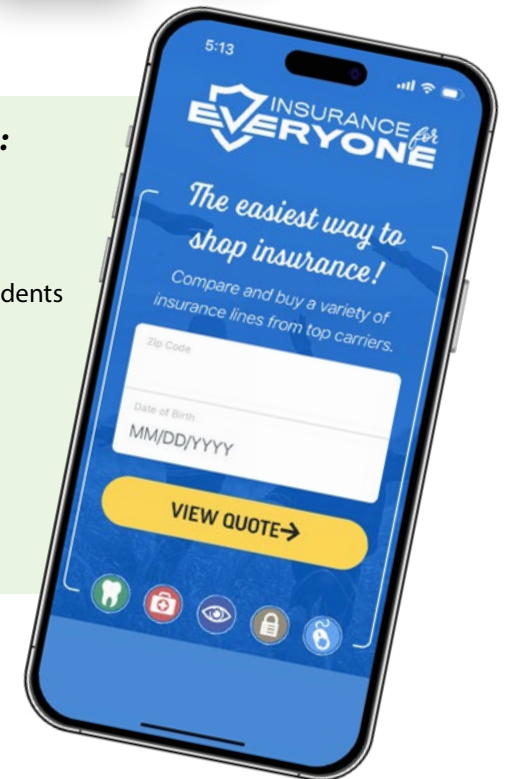 :
dents
5:13
INSURANCE for
EVERYONE
The easiest way to
shop insurance!
Compare and buy a variety of
insurance lines from top carriers.
Zip Code
Date of Birth
MM/DD/YYYY
VIEW QUOTE→